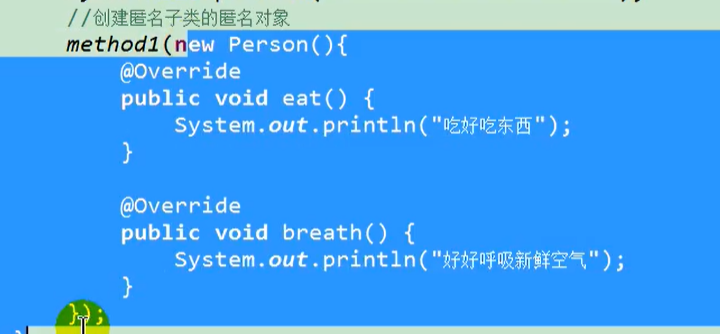 //创建匿名子类的匿名对象
method1(new Person(){
@Override
public void eat() {
System.out.println("吃好吃东西");
}
@Override
public void breath() {
System.out.println("好好呼吸新鲜空气");
}
});
}